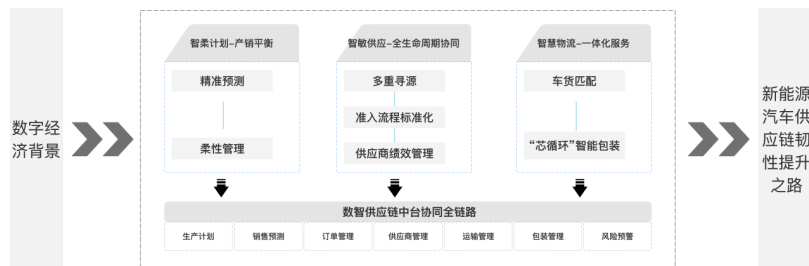 数字经
济背景
智柔计划-产销平衡
精准预测
柔性管理
智敏供应-全生命周期协同
多重寻源
准入流程标准化
供应商绩效管理
智慧物流-一体化服务
车货匹配
“芯循环”智能包装
数智供应链中台协同全链路
生产计划
销售预测
订单管理
供应商管理
运输管理
包装管理
风险预警
新能源
汽车供
应链韧
性提升
之路